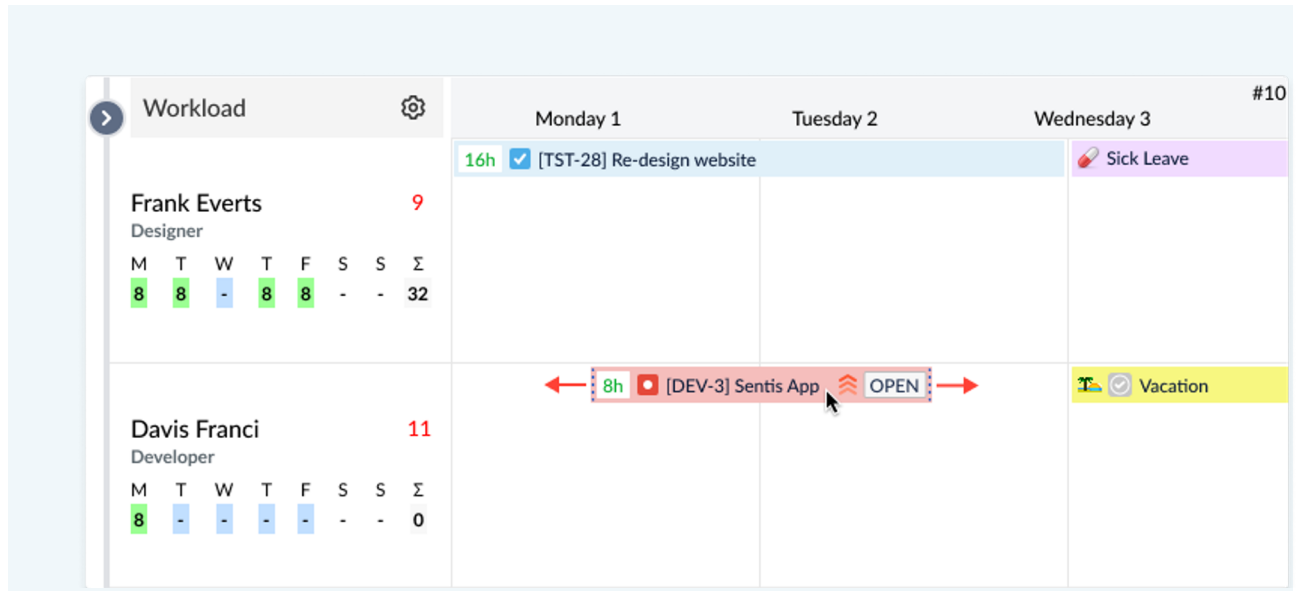 #10
Workload Monday 1 Tuesday 2 Wednesday 3
16h [TST-28] Re-design website Sick Leave
Frank Everts 9
Designer
M T W T F S S Σ
8 8 - 8 8 - - 32
8h [DEV-3] Sentis App OPEN Vacation
Davis Franci 11
Developer
M T W T F S S Σ
8 - - - - - - 0